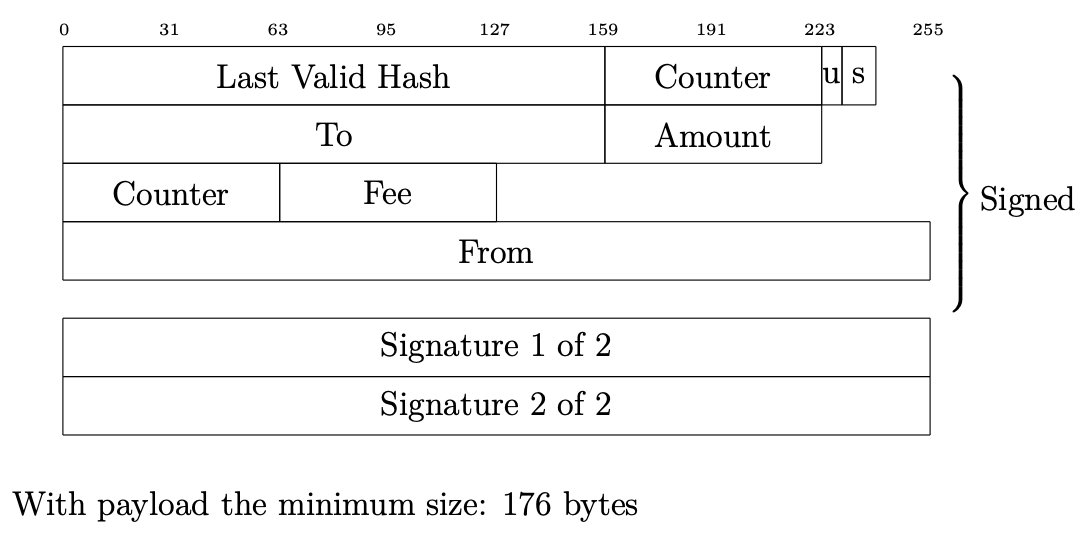 0 31 63 95 127 159 191 223 255
Last Valid Hash Counter u s
To Amount
Counter Fee
Signed
From
Signature 1 of 2
Signature 2 of 2
With payload the minimum size: 176 bytes